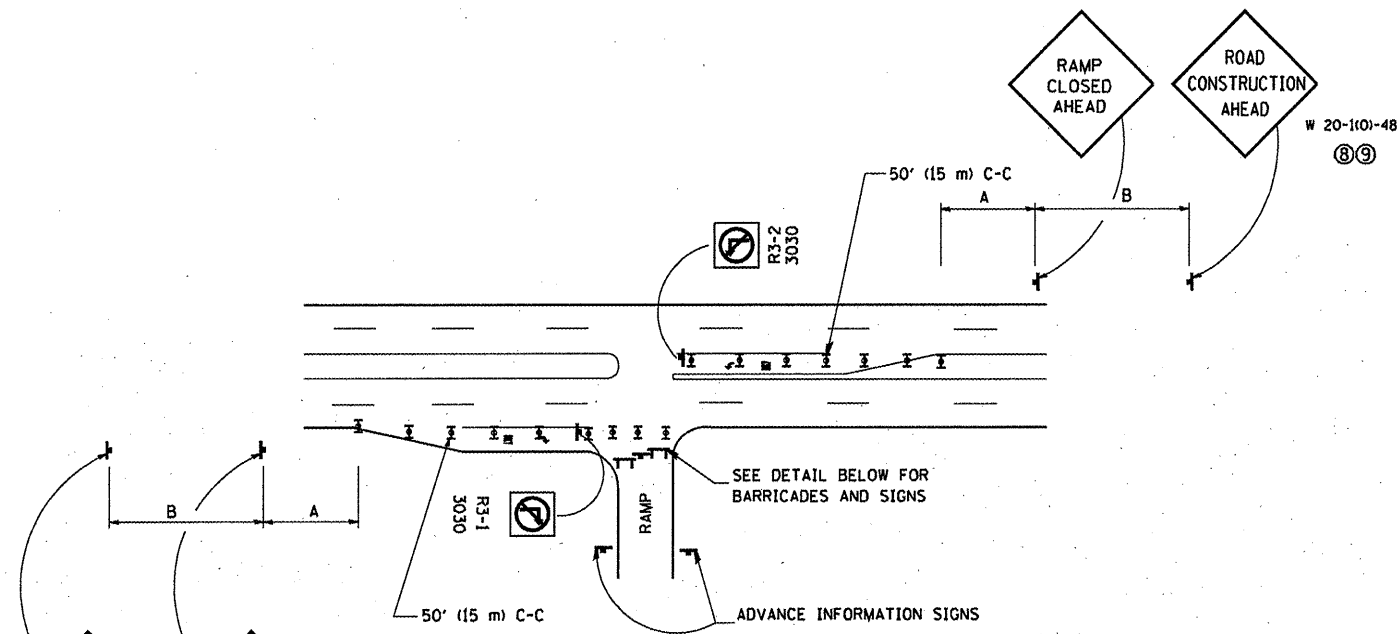 RAMP
CLOSED
AHEAD
ROAD
CONSTRUCTION
AHEAD
W 20-1(0)-48
⑧⑨
50' (15 m) C-C
A
B
R3-2
3030
SEE DETAIL BELOW FOR
BARRICADES AND SIGNS
B
A
R3-1
3030
RAMP
50' (15 m) C-C
ADVANCE INFORMATION SIGNS